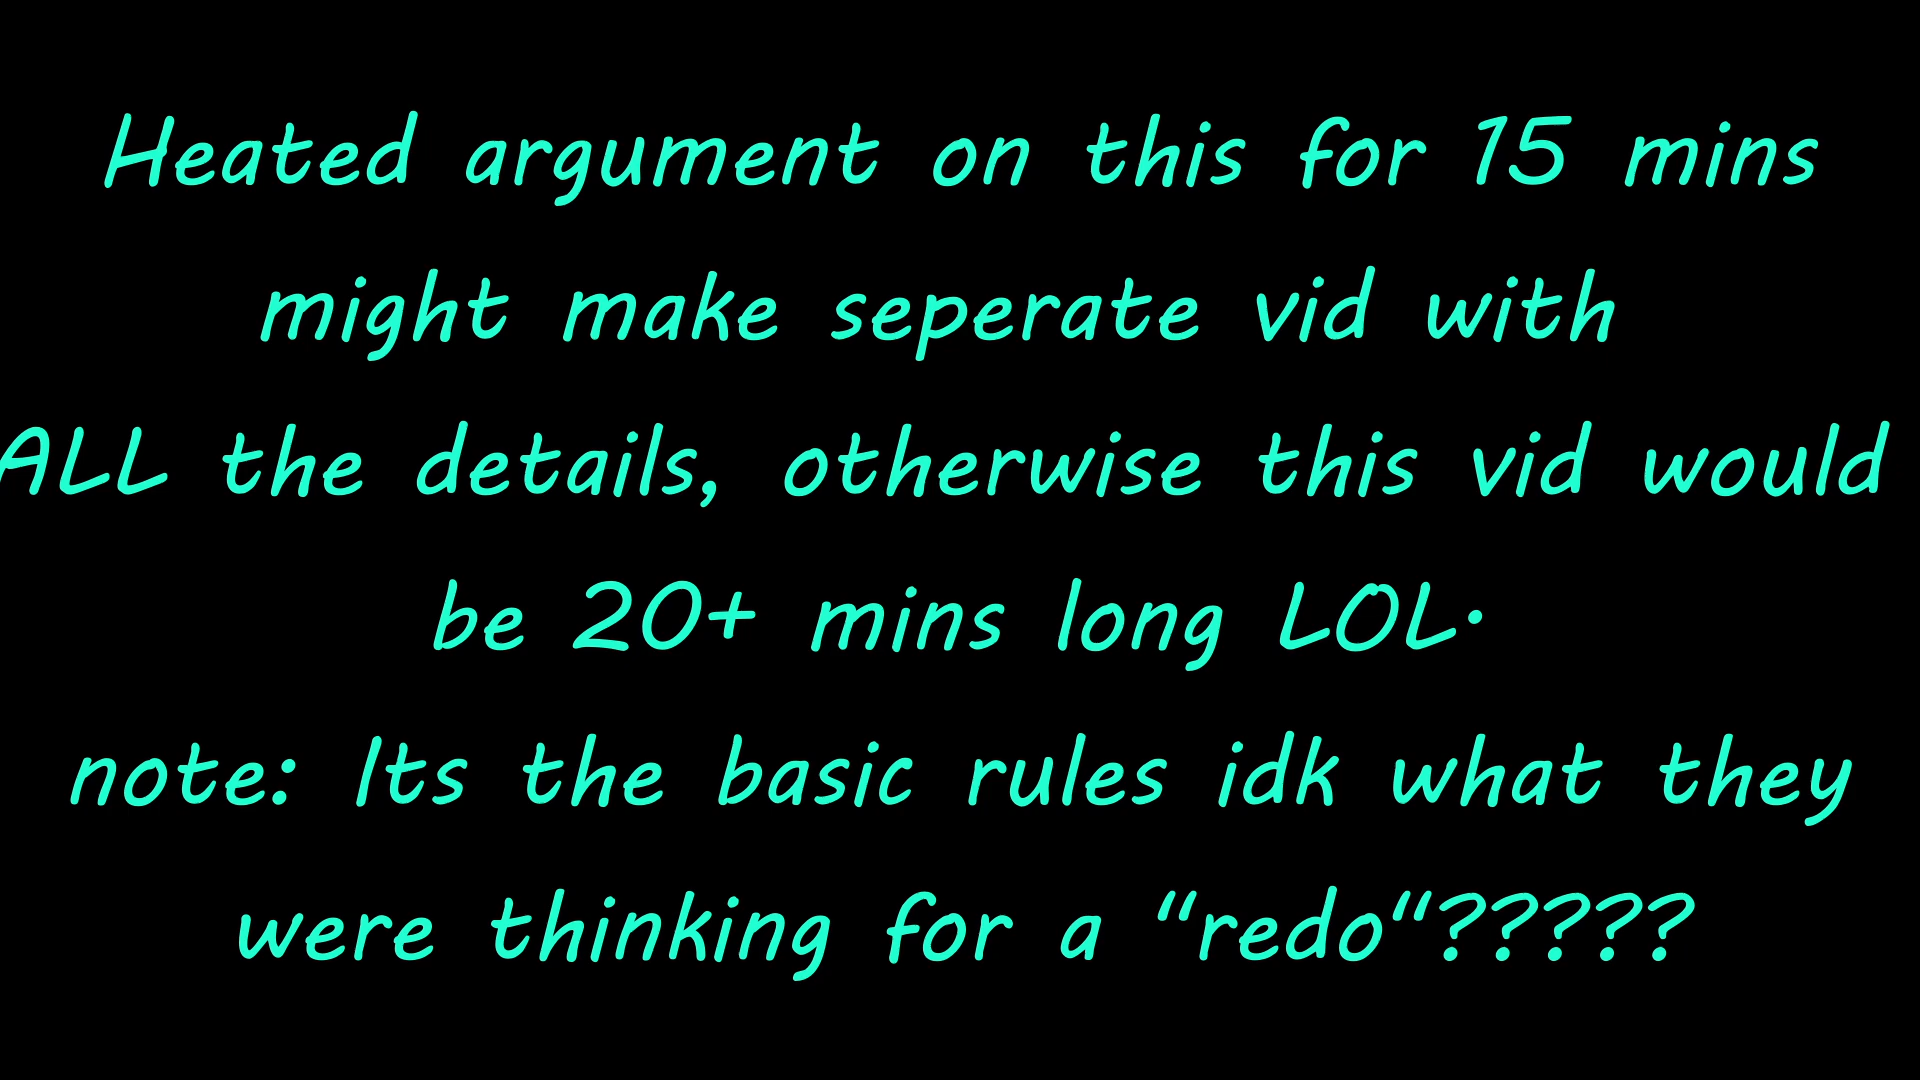 Heated argument on this for 15 mins
might make seperate vid with
ALL the details, otherwise this vid would
be 20+ mins long LOL.
note: Its the basic rules idk what they
were thinking for a "redo"?????